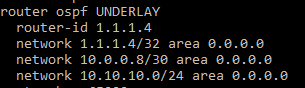 router ospf UNDERLAY
router-id 1.1.1.4
network 1.1.1.4/32 area 0.0.0.0
network 10.0.0.8/30 area 0.0.0.0
network 10.10.10.0/24 area 0.0.0.0